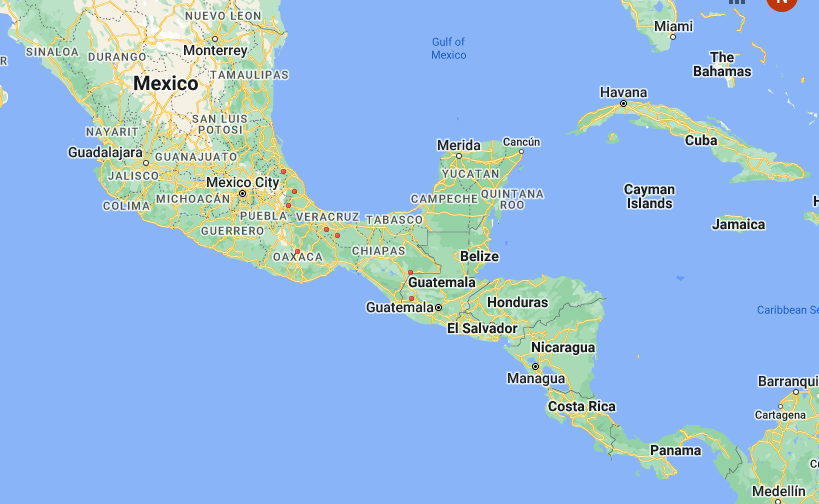 NUEVO LEON
Miami
Gulf of
Mexico
Monterrey
SINALOA
DURANGO
The
Bahamas
TAMAULIPAS
Mexico
Havana
SAN LUIS
POTOSI
NAYARIT
Cuba
Merida
Cancún
Guadalajara
GUANAJUATO
JALISCO
YUCATAN
Mexico City
Cayman
Islands
MICHOACÁN
CAMPECHE
QUINTANA
ROO
COLIMA
PUEBLA
VERACRUZ
TABASCO
Jamaica
GUERRERO
CHIAPAS
OAXACA
Belize
Guatemala
Honduras
Guatemala
Caribbean Se
El Salvador
Nicaragua
Managua
Barranqui
Costa Rica
Cartagena
Panama
Medellín